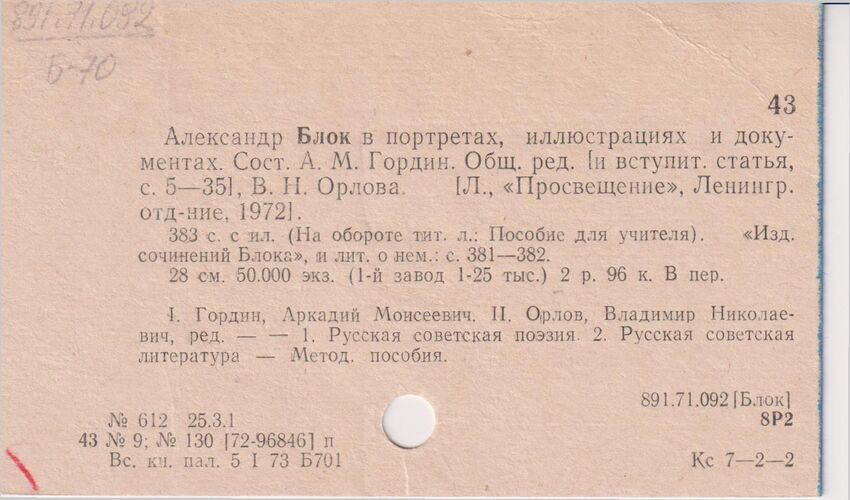 891.71.092
Б-70
43
Александр Блок в портретах, иллюстрациях и доку-
ментах. Сост. А. М. Гордин. Общ. ред. [и вступит. статья,
с. 5—35], В. Н. Орлова. [Л., «Просвещение», Ленингр.
отд-ние, 1972].
383 с. с ил. (На обороте тит. л.: Пособие для учителя). «Изд.
сочинений Блока», и лит. о нем.: с. 381—382.
28 см. 50.000 экз. (1-й завод 1-25 тыс.) 2 р. 96 к. В пер.
I. Гордин, Аркадий Моисеевич. II. Орлов, Владимир Николае-
вич, ред. — — 1. Русская советская поэзия. 2. Русская советская
литература — Метод. пособия.
891.71.092 [Блок]
№ 612 25.3.1
8Р2
43 № 9; № 130 [72-96846] п
Вс. кн. пал. 5 I 73 Б701
Кс 7—2—2